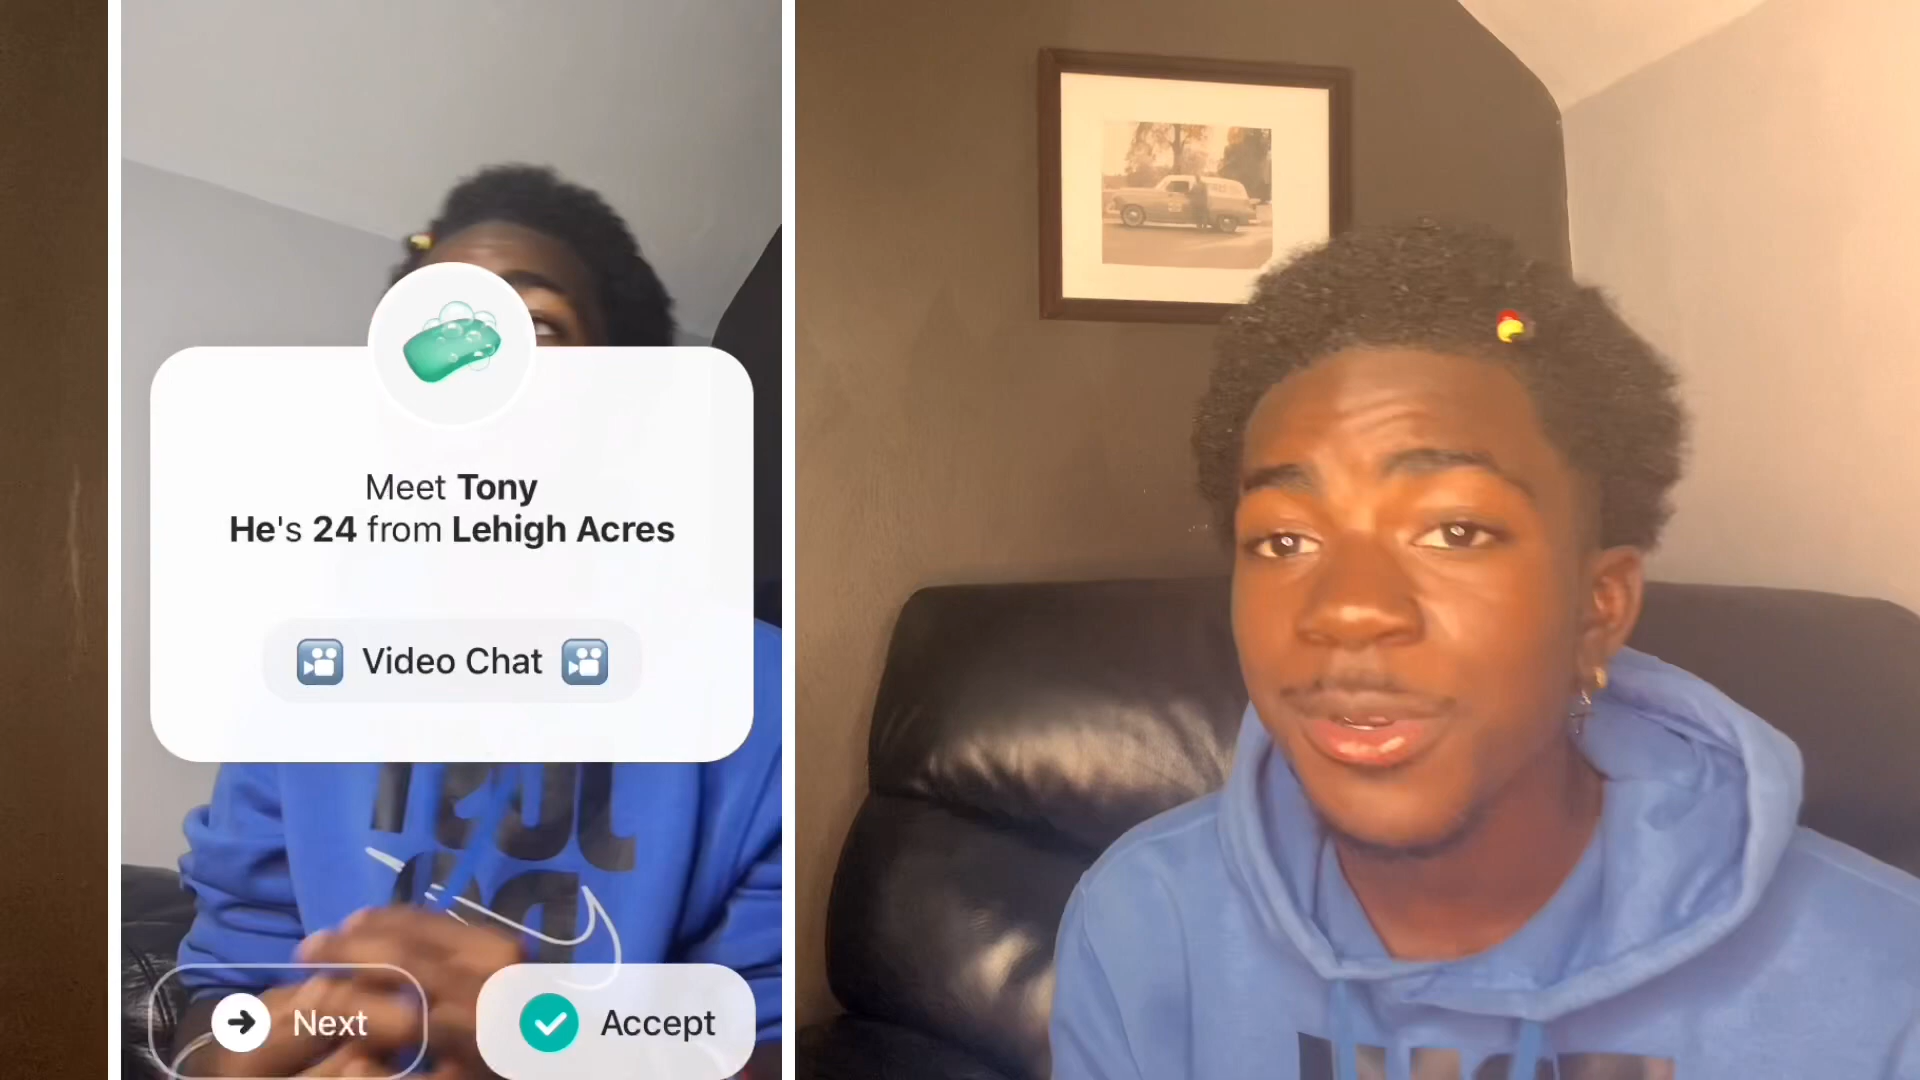 Meet Tony
He's 24 from Lehigh Acres
Video Chat
Next
Accept